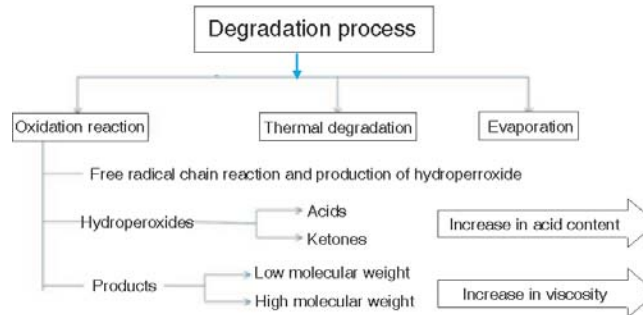 Degradation process
Oxidation reaction
Thermal degradation
Evaporation
Free radical chain reaction and production of hydroperroxide
Hydroperoxides
Acids
Ketones
Increase in acid content
Products
Low molecular weight
High molecular weight
Increase in viscosity